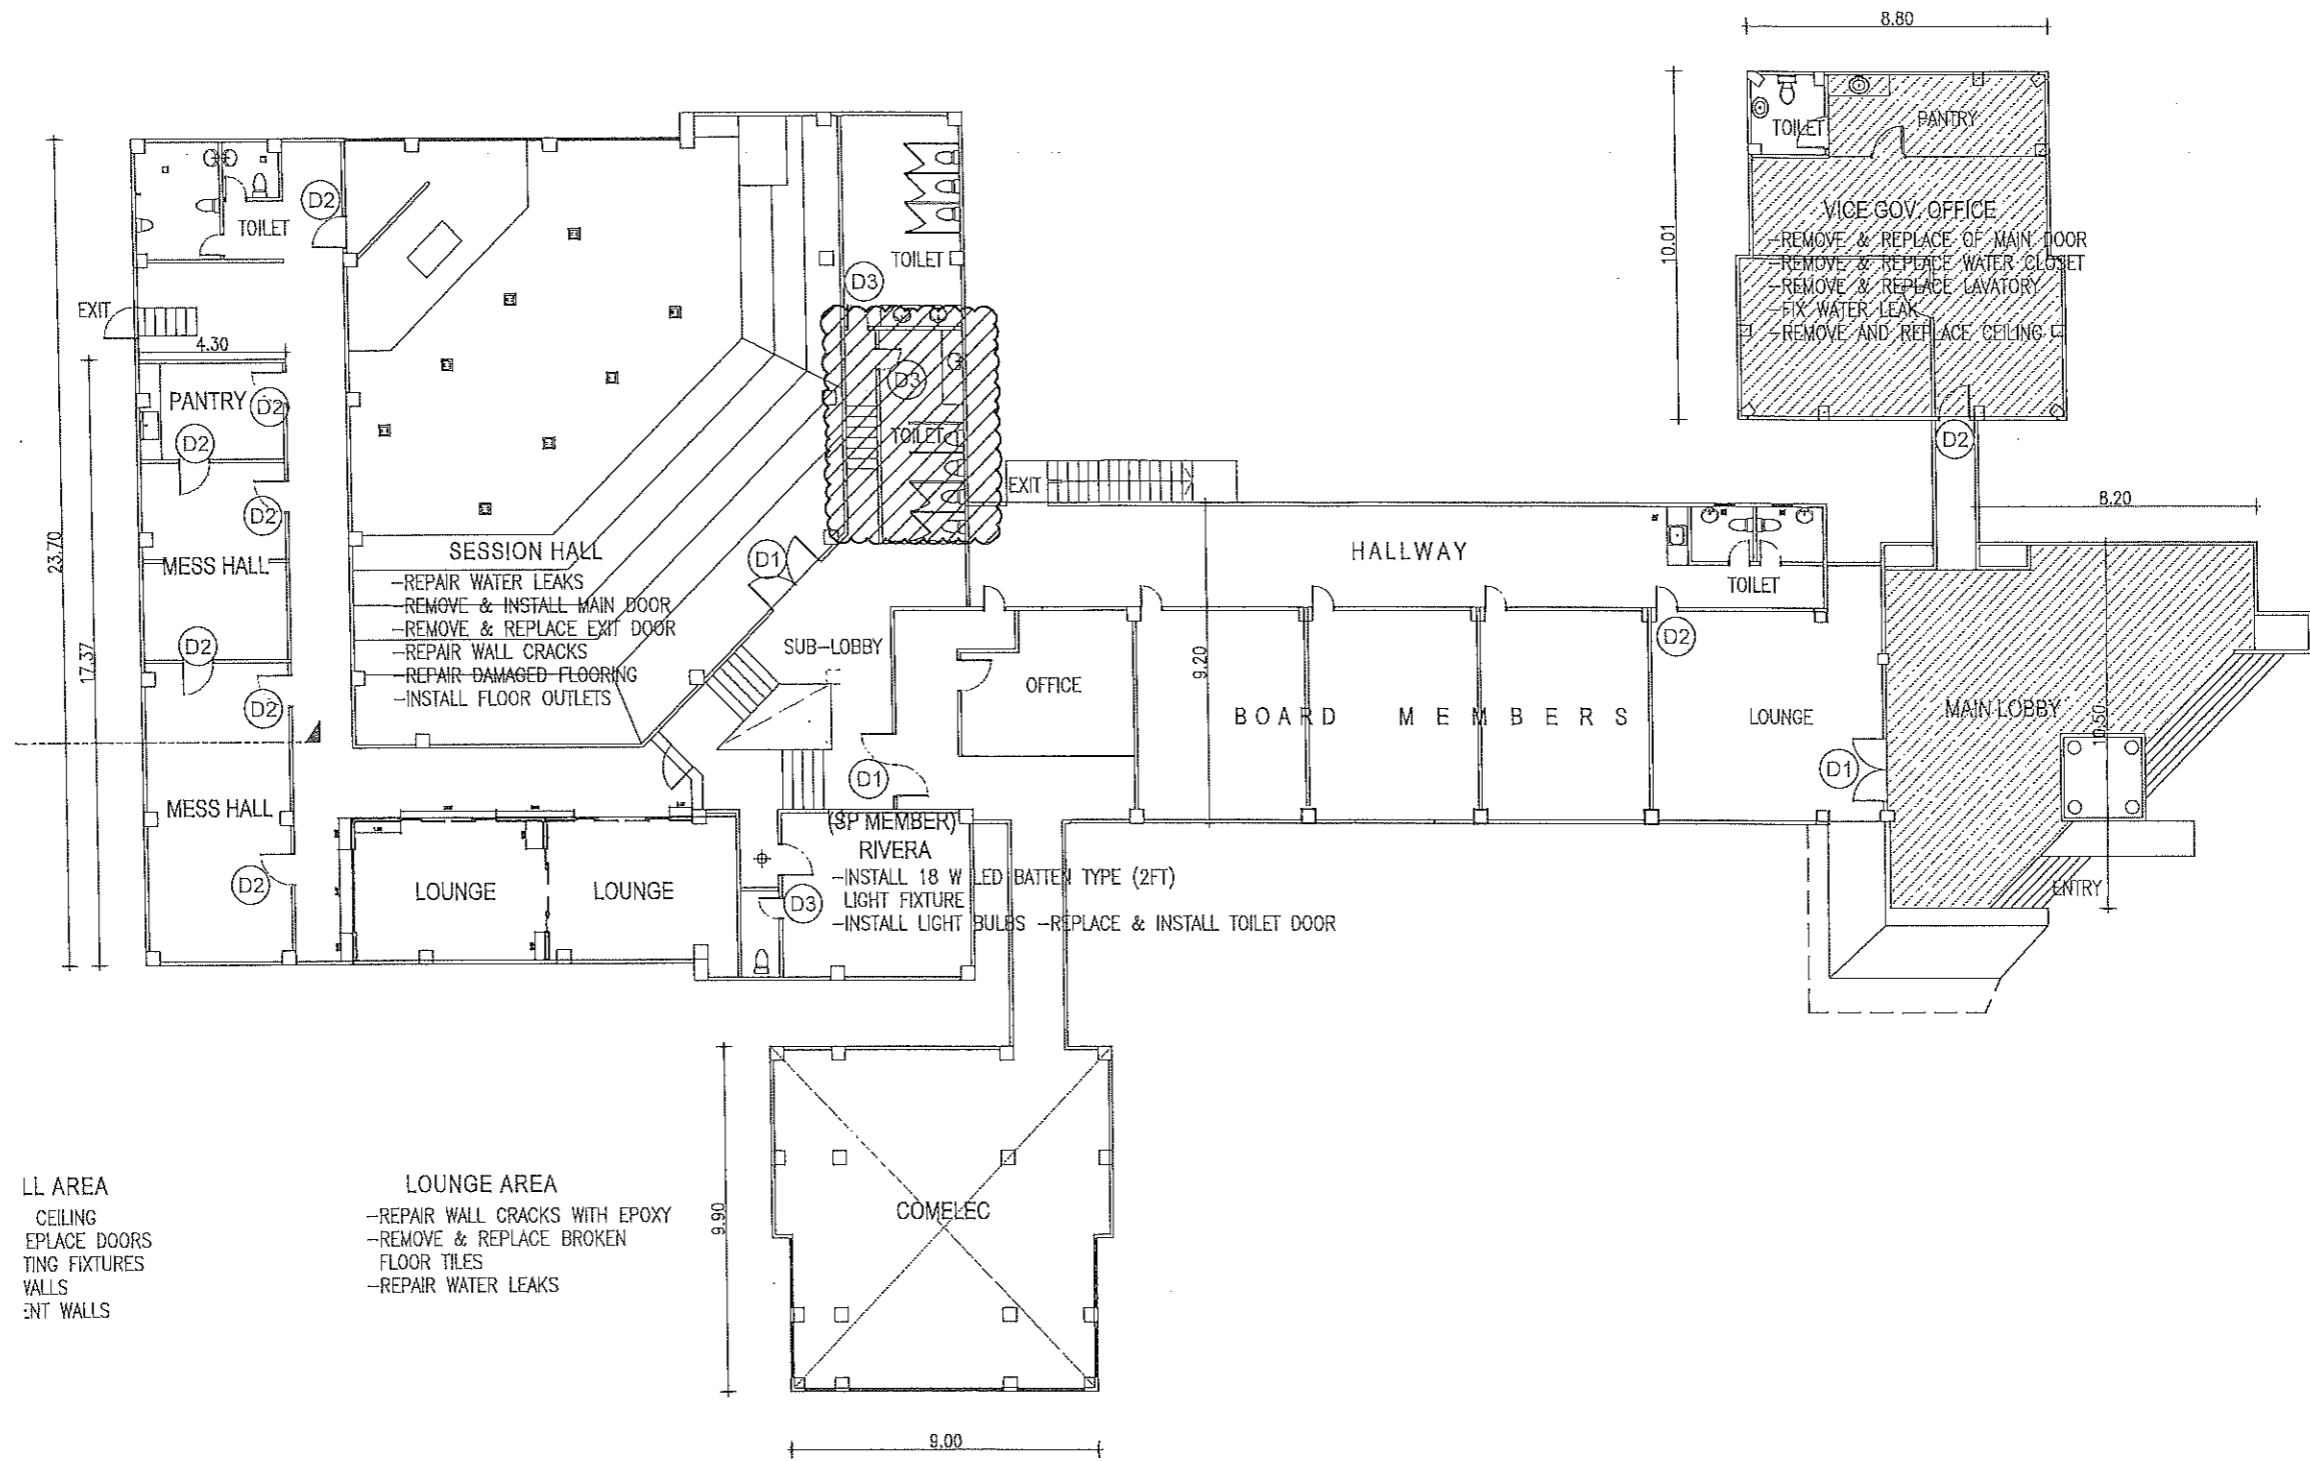 8.80
TOILET
PANTRY
10.01
VICE GOV. OFFICE
-REMOVE & REPLACE OF MAIN DOOR
-REMOVE & REPLACE WATER CLOSET
-REMOVE & REPLACE LAVATORY
-FIX WATER LEAK
-REMOVE AND REPLACE CEILING
D2
8.20
TOILET
D2
TOILET
D3
EXIT
4.30
D3
TOILET
PANTRY
D2
D2
D2
MESS HALL
D2
D2
MESS HALL
D2
23.70
17.37
SESSION HALL
-REPAIR WATER LEAKS
-REMOVE & INSTALL MAIN DOOR
-REMOVE & REPLACE EXIT DOOR
-REPAIR WALL CRACKS
-REPAIR DAMAGED FLOORING
-INSTALL FLOOR OUTLETS
D1
SUB-LOBBY
D1
EXIT
HALLWAY
TOILET
D2
9.20
OFFICE
BOARD MEMBERS
LOUNGE
D1
MAIN LOBBY
10.50
ENTRY
LOUNGE
LOUNGE
D3
(SP MEMBER)
RIVERA
-INSTALL 18 W LED BATTEN TYPE (2FT)
LIGHT FIXTURE
-INSTALL LIGHT BULBS -REPLACE & INSTALL TOILET DOOR
COMELEC
9.90
9.00
LL AREA
CEILING
EPLACE DOORS
TING FIXTURES
WALLS
ENT WALLS
LOUNGE AREA
-REPAIR WALL CRACKS WITH EPOXY
-REMOVE & REPLACE BROKEN
FLOOR TILES
-REPAIR WATER LEAKS